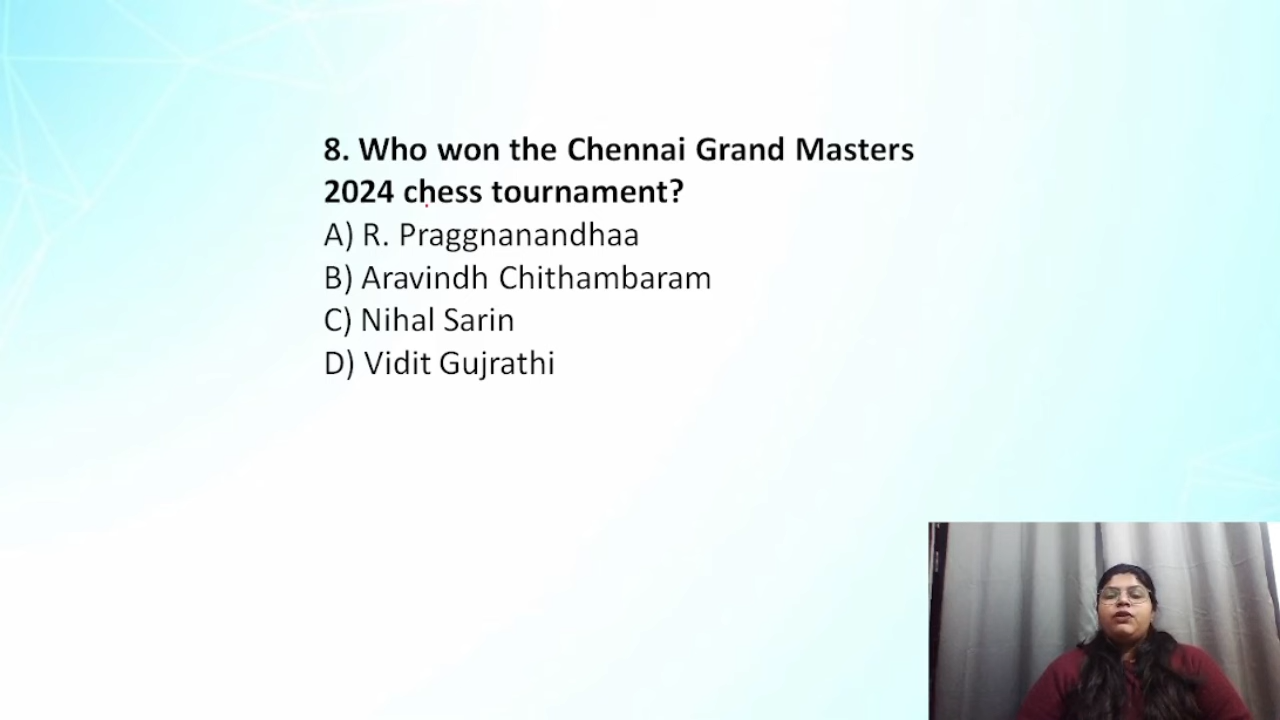 8. Who won the Chennai Grand Masters
2024 chess tournament?
A) R. Praggnanandhaa
B) Aravindh Chithambaram
C) Nihal Sarin
D) Vidit Gujrathi